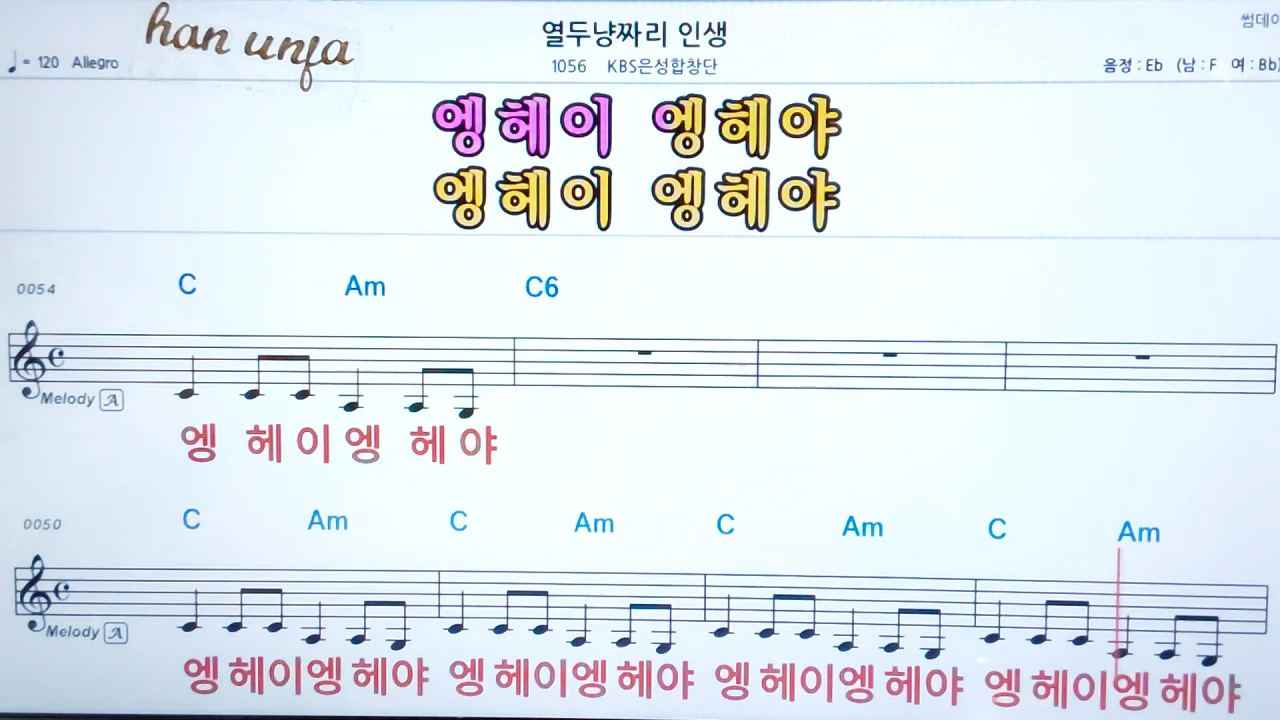 han unfa
열두냥짜리 인생
썸데이
♩= 120 Allegro
1056 KBS은성합창단
음정 : Eb (남 : F 여 : Bb)
엥헤이 엥헤야
엥헤이 엥헤야
0054 C Am C6
Melody A
엥 헤 이 엥 헤 야
0050 C Am C Am C Am C Am
Melody A
엥 헤이엥 헤야 엥 헤이엥 헤야 엥 헤이엥 헤야 엥 헤이엥 헤야